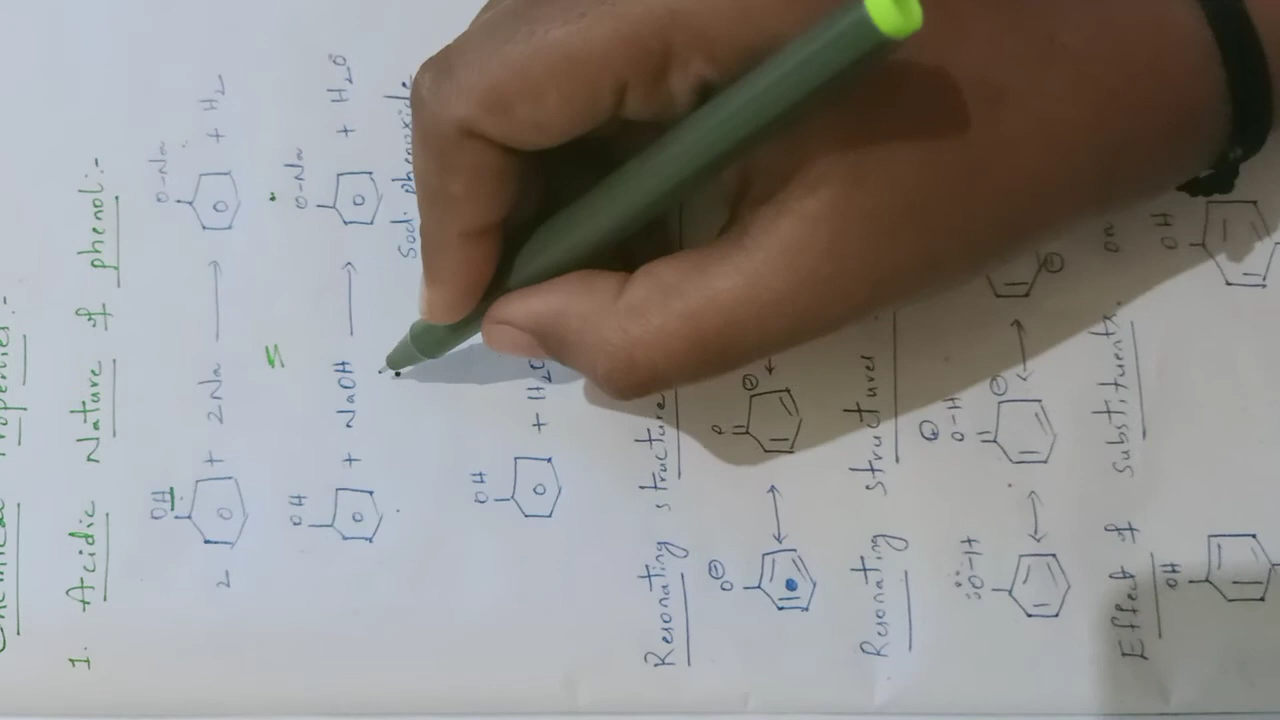 Chemical Properties:-
1. Acidic Nature of phenol:-
2 OH + 2Na ⟶ O-Na + H2
OH + NaOH ⟶ O-Na + H2O
Sod. phenoxide
OH + H2O
Resonating structure
O⊖ ⟷ O ⊖
Resonating structures
:Ö-H ⟷ ⊕ O-H ⊖ ⟷ ⊖
Effect of substituents on
OH OH